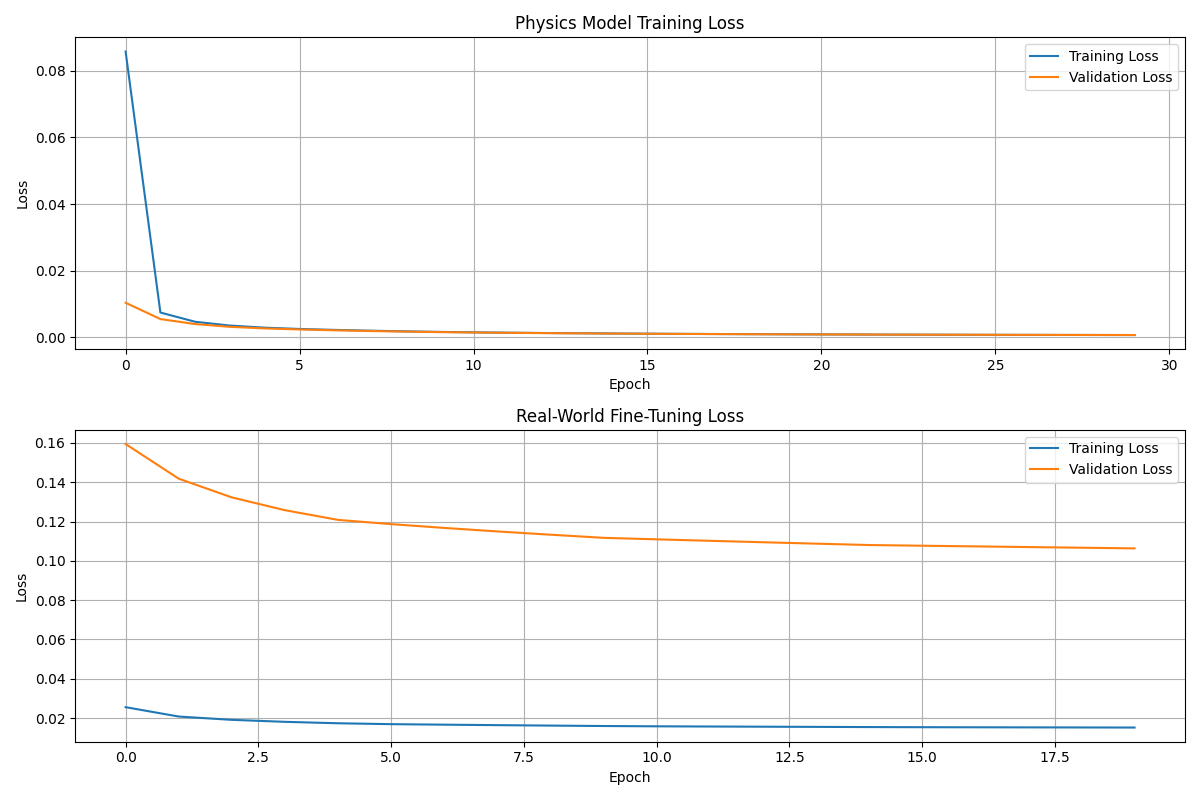 Physics Model Training Loss
Training Loss
Validation Loss
0.08
0.06
0.04
0.02
0.00
Loss
0 5 10 15 20 25 30
Epoch
Real-World Fine-Tuning Loss
Training Loss
Validation Loss
0.16
0.14
0.12
0.10
0.08
0.06
0.04
0.02
Loss
0.0 2.5 5.0 7.5 10.0 12.5 15.0 17.5
Epoch